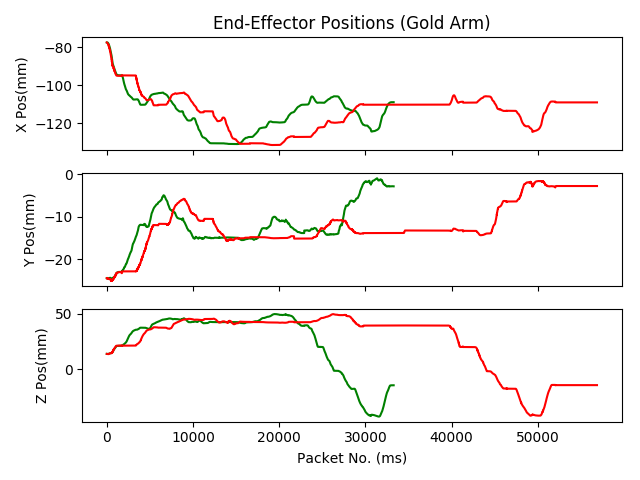 End-Effector Positions (Gold Arm)
X Pos(mm)
−80
−100
−120
Y Pos(mm)
0
−10
−20
Z Pos(mm)
50
0
0 10000 20000 30000 40000 50000
Packet No. (ms)